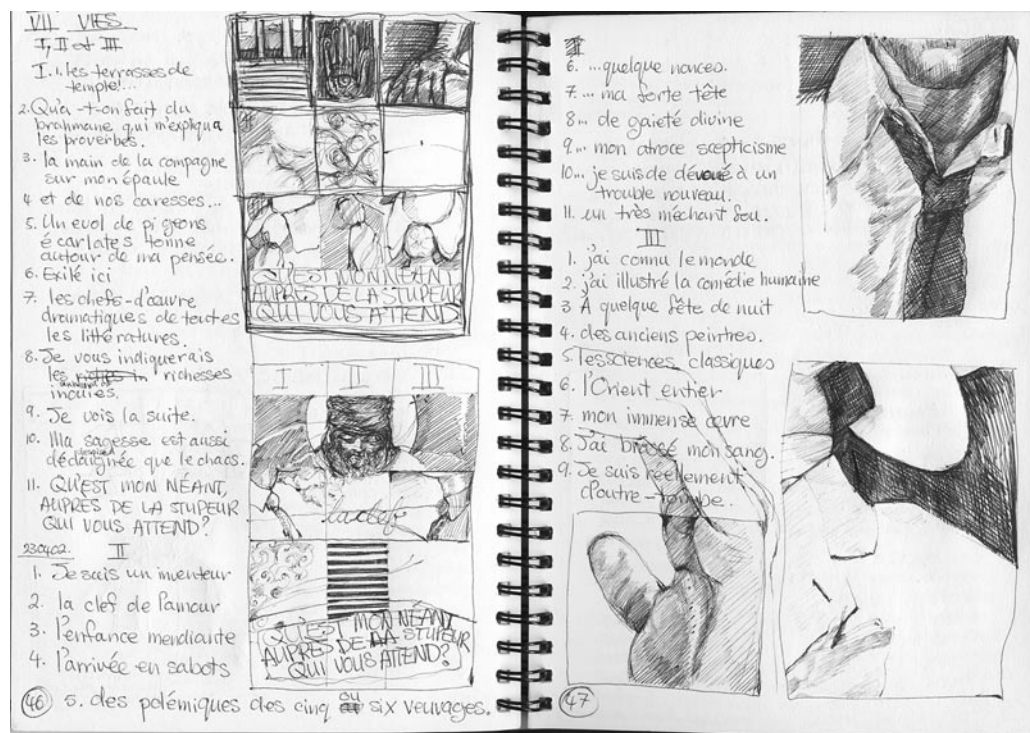 VII VIES
I, II et III
I. 1. les terrasses de
temple!...
2. Qu'a-t-on fait du
brahmane qui m'expliqua
les proverbes.
3. la main de la compagne
sur mon épaule
4 et de nos caresses...
5. Un evol de pigeons
écarlates tonne
autour de ma pensée.
6. Exilé ici
7. les chefs-d'œuvre
dramatiques de toutes
les littératures.
8. Je vous indiquerais
les richesses
unheard of
inouïes.
9. Je vois la suite.
10. Ma sagesse est aussi
despised
dédaignée que le chaos.
11. QU'EST MON NÉANT,
AUPRÈS DE LA STUPEUR
QUI VOUS ATTEND?
230402. II
1. Je suis un inventeur
2. la clef de l'amour
3. l'enfance mendiante
4. l'arrivée en sabots
46 5. des polémiques des cinq ou six veuvages.
QU'EST MON NÉANT
AUPRES DE LA STUPEUR
QUI VOUS ATTEND
I II III
QU'EST MON NÉANT
AUPRES DE LA STUPEUR
QUI VOUS ATTEND?
II
6. ...quelque nonces.
7. ... ma forte tête
8... de gaieté divine
9... mon atroce scepticisme
10... je suis de dévoué à un
trouble nouveau.
11. un très méchant fou.
III
1. j'ai connu le monde
2. j'ai illustré la comédie humaine
3 À quelque fête de nuit
4. des anciens peintres.
5. les sciences classiques
6. l'Orient entier
7. mon immense œvre
8. J'ai brassé mon sang.
9. Je suis réellement
d'outre-tombe.
47